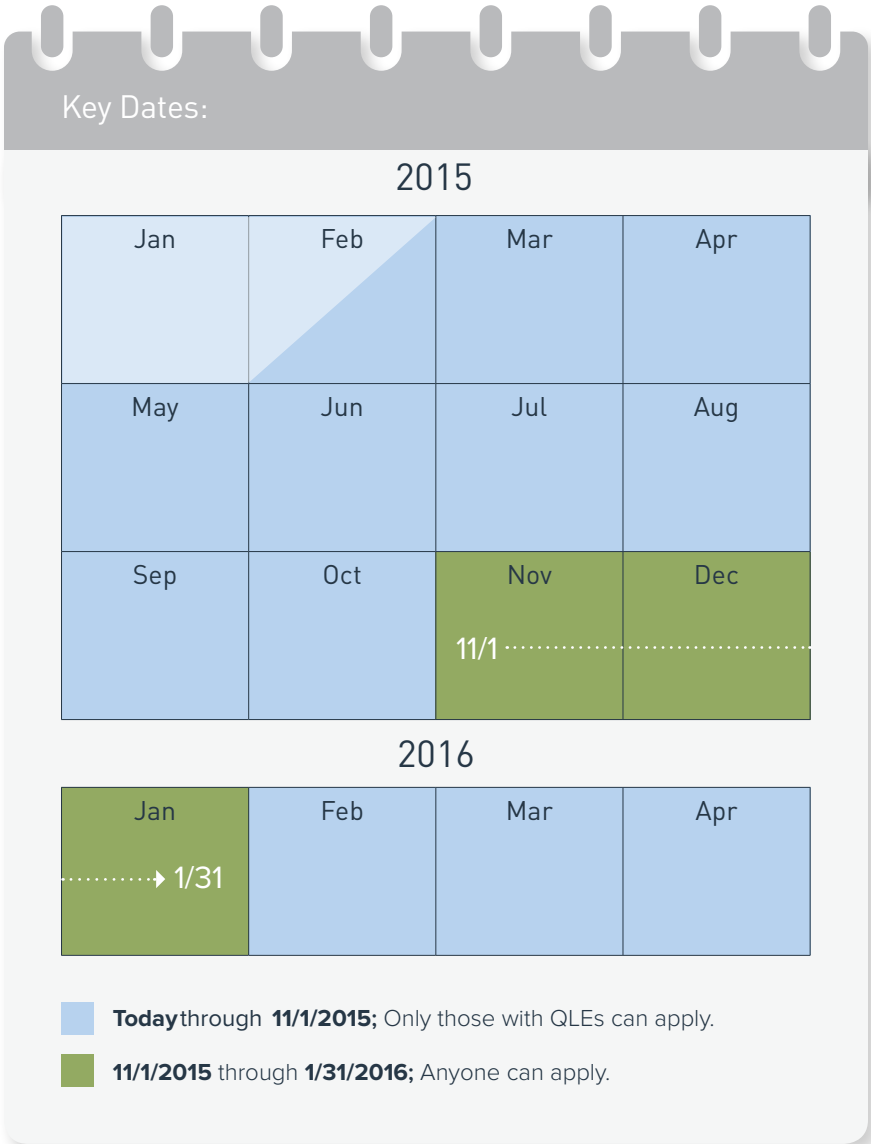 Key Dates:
2015
Jan Feb Mar Apr
May Jun Jul Aug
Sep Oct Nov Dec
11/1
2016
Jan Feb Mar Apr
1/31
Today through 11/1/2015; Only those with QLEs can apply.
11/1/2015 through 1/31/2016; Anyone can apply.